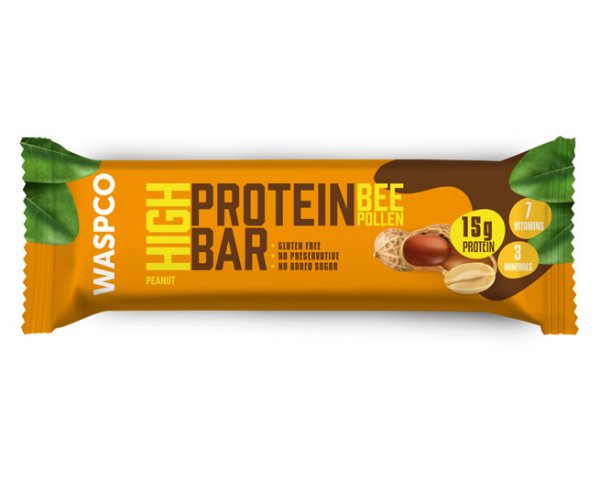 WASPCO
HIGH
PROTEIN
BAR
BEE
POLLEN
PEANUT
GLUTEN FREE
NO PRESERVATIVE
NO ADDED SUGAR
15g
PROTEIN
7
VITAMINS
3
MINERALS